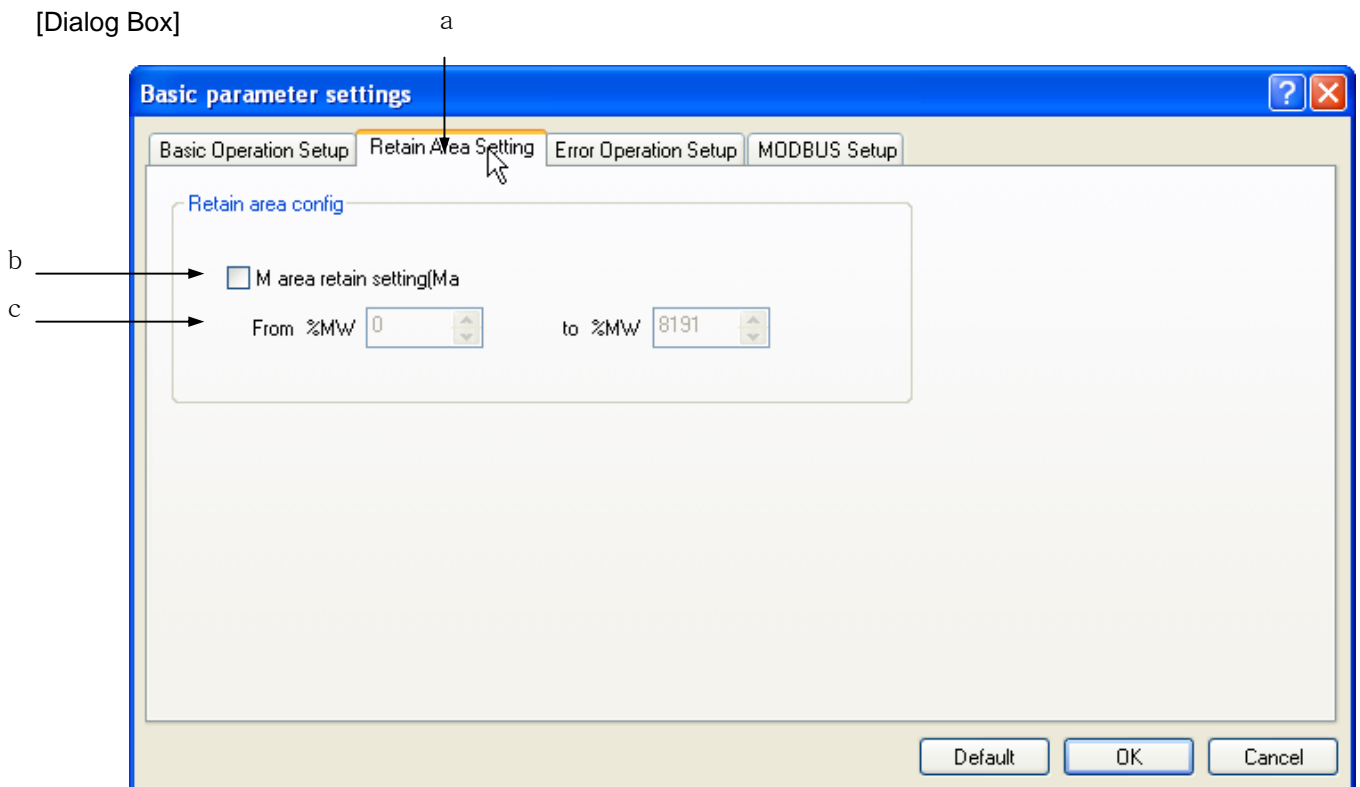 [Dialog Box]
a
Basic parameter settings
Basic Operation Setup Retain Area Setting Error Operation Setup MODBUS Setup
Retain area config
b
M area retain setting(Ma
c
From %MW 0 to %MW 8191
Default OK Cancel